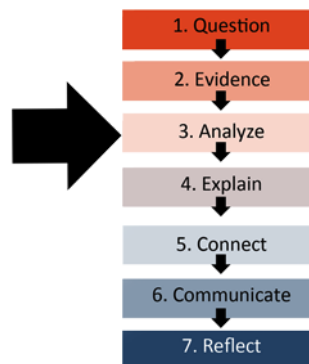 1. Question
2. Evidence
3. Analyze
4. Explain
5. Connect
6. Communicate
7. Reflect